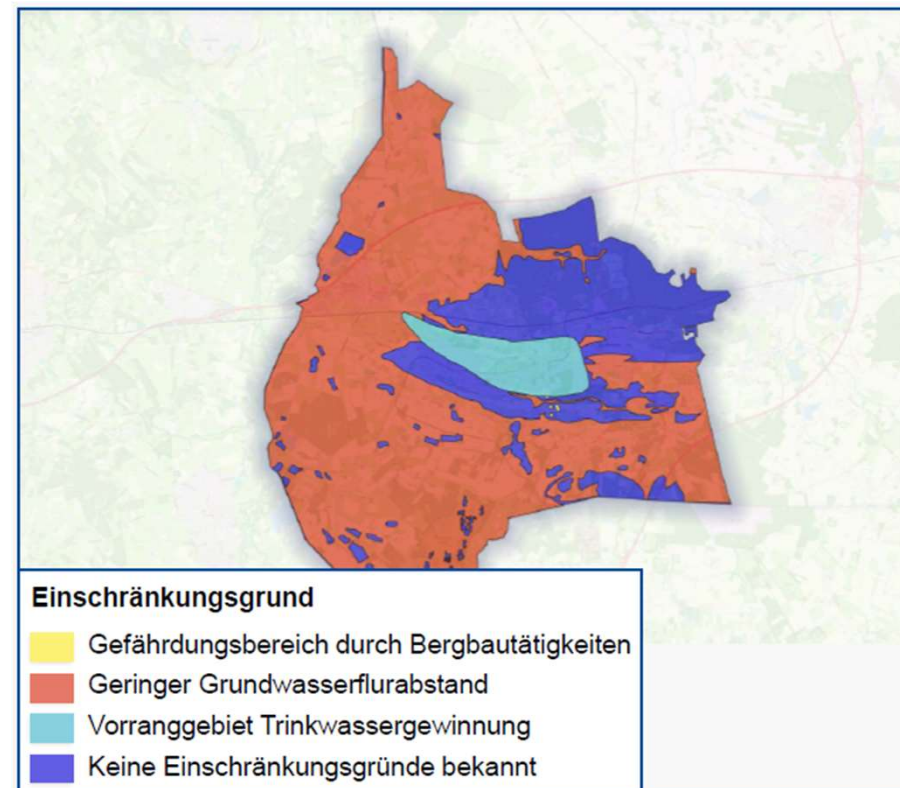 Einschränkungsgrund
Gefährdungsbereich durch Bergbautätigkeiten
Geringer Grundwasserflurabstand
Vorranggebiet Trinkwassergewinnung
Keine Einschränkungsgründe bekannt